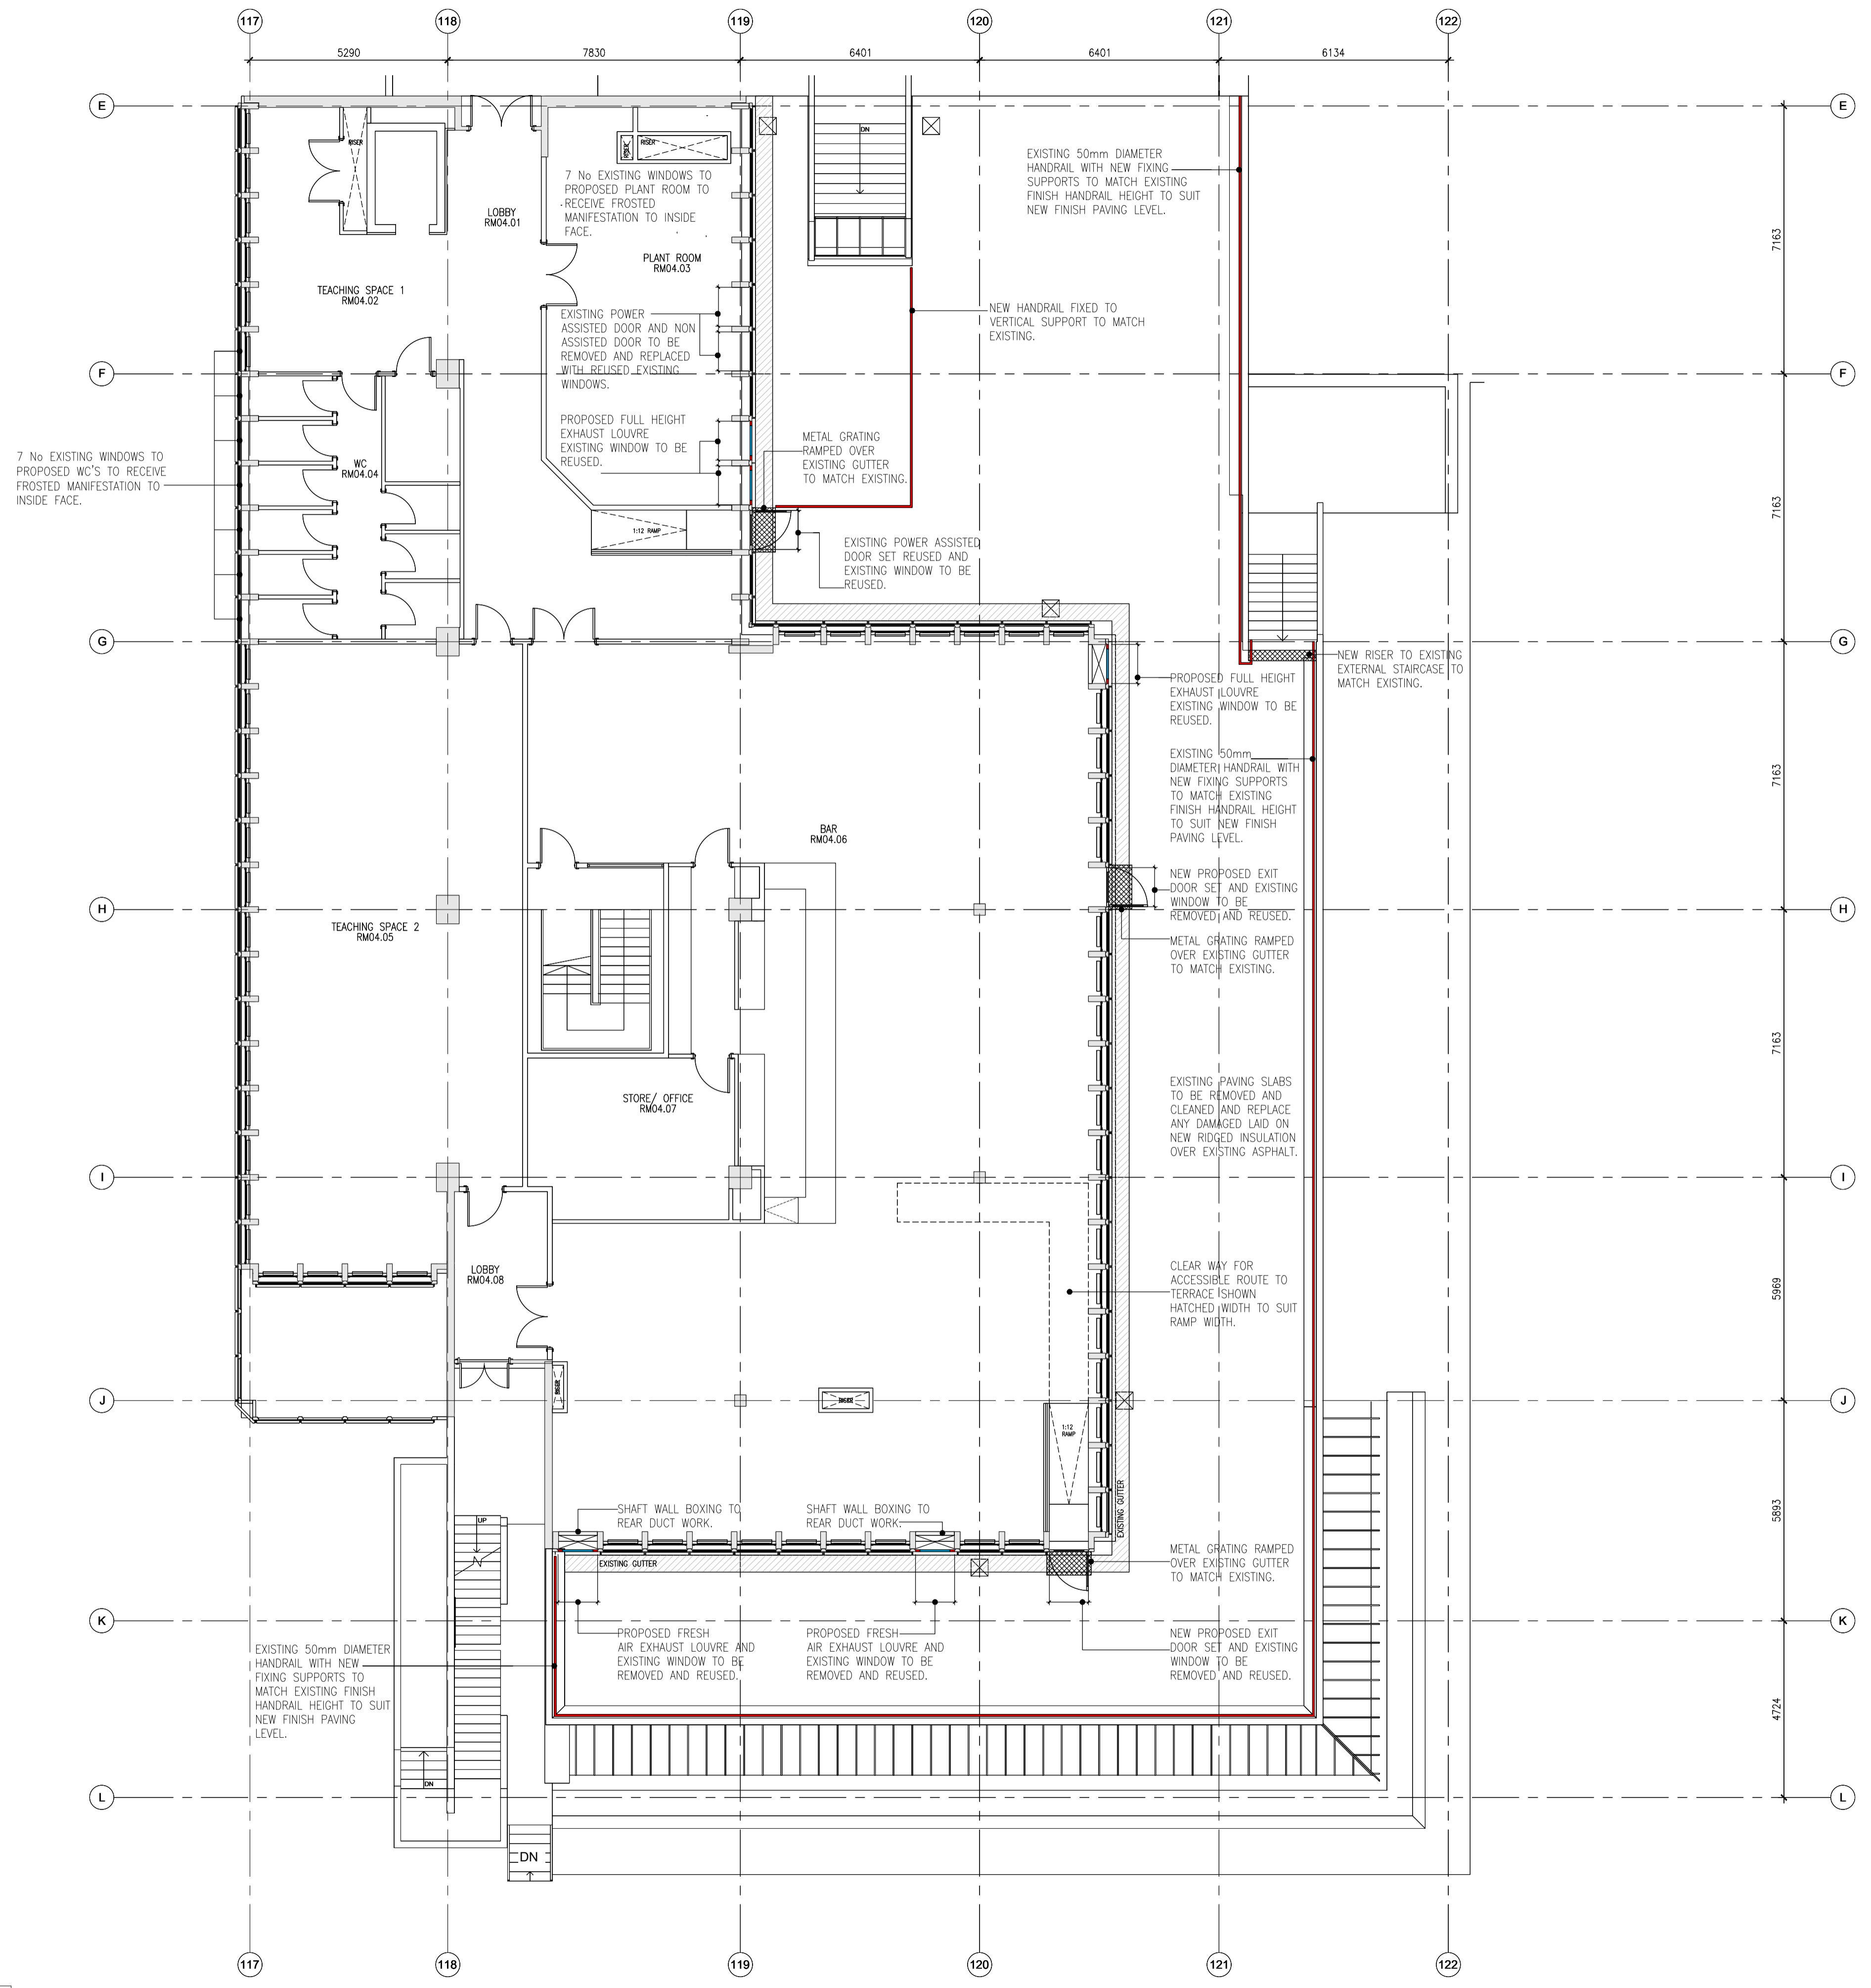 117
118
119
120
121
122
5290
7830
6401
6401
6134
E
E
RISER
RISER
RISER
DN
7 No EXISTING WINDOWS TO
PROPOSED PLANT ROOM TO
RECEIVE FROSTED
MANIFESTATION TO INSIDE
FACE.
EXISTING 50mm DIAMETER
HANDRAIL WITH NEW FIXING
SUPPORTS TO MATCH EXISTING
FINISH HANDRAIL HEIGHT TO SUIT
NEW FINISH PAVING LEVEL.
LOBBY
RM04.01
7163
PLANT ROOM
RM04.03
TEACHING SPACE 1
RM04.02
EXISTING POWER
ASSISTED DOOR AND NON
ASSISTED DOOR TO BE
REMOVED AND REPLACED
WITH REUSED EXISTING
WINDOWS.
NEW HANDRAIL FIXED TO
VERTICAL SUPPORT TO MATCH
EXISTING.
F
F
PROPOSED FULL HEIGHT
EXHAUST LOUVRE
EXISTING WINDOW TO BE
REUSED.
METAL GRATING
RAMPED OVER
EXISTING GUTTER
TO MATCH EXISTING.
7 No EXISTING WINDOWS TO
PROPOSED WC'S TO RECEIVE
FROSTED MANIFESTATION TO
INSIDE FACE.
WC
RM04.04
7163
1:12 RAMP
EXISTING POWER ASSISTED
DOOR SET REUSED AND
EXISTING WINDOW TO BE
REUSED.
G
G
NEW RISER TO EXISTING
EXTERNAL STAIRCASE TO
MATCH EXISTING.
PROPOSED FULL HEIGHT
EXHAUST LOUVRE
EXISTING WINDOW TO BE
REUSED.
EXISTING 50mm
DIAMETER HANDRAIL WITH
NEW FIXING SUPPORTS
TO MATCH EXISTING
FINISH HANDRAIL HEIGHT
TO SUIT NEW FINISH
PAVING LEVEL.
7163
BAR
RM04.06
NEW PROPOSED EXIT
DOOR SET AND EXISTING
WINDOW TO BE
REMOVED AND REUSED.
H
H
TEACHING SPACE 2
RM04.05
METAL GRATING RAMPED
OVER EXISTING GUTTER
TO MATCH EXISTING.
7163
STORE/ OFFICE
RM04.07
EXISTING PAVING SLABS
TO BE REMOVED AND
CLEANED AND REPLACE
ANY DAMAGED LAID ON
NEW RIDGED INSULATION
OVER EXISTING ASPHALT.
I
I
LOBBY
RM04.08
CLEAR WAY FOR
ACCESSIBLE ROUTE TO
TERRACE SHOWN
HATCHED WIDTH TO SUIT
RAMP WIDTH.
5969
RISER
RISER
J
J
1:12
RAMP
EXISTING GUTTER
5893
SHAFT WALL BOXING TO
REAR DUCT WORK.
SHAFT WALL BOXING TO
REAR DUCT WORK.
UP
EXISTING GUTTER
METAL GRATING RAMPED
OVER EXISTING GUTTER
TO MATCH EXISTING.
K
K
PROPOSED FRESH
AIR EXHAUST LOUVRE AND
EXISTING WINDOW TO BE
REMOVED AND REUSED.
PROPOSED FRESH
AIR EXHAUST LOUVRE AND
EXISTING WINDOW TO BE
REMOVED AND REUSED.
NEW PROPOSED EXIT
DOOR SET AND EXISTING
WINDOW TO BE
REMOVED AND REUSED.
EXISTING 50mm DIAMETER
HANDRAIL WITH NEW
FIXING SUPPORTS TO
MATCH EXISTING FINISH
HANDRAIL HEIGHT TO SUIT
NEW FINISH PAVING
LEVEL.
4724
DN
L
L
DN
117
118
119
120
121
122